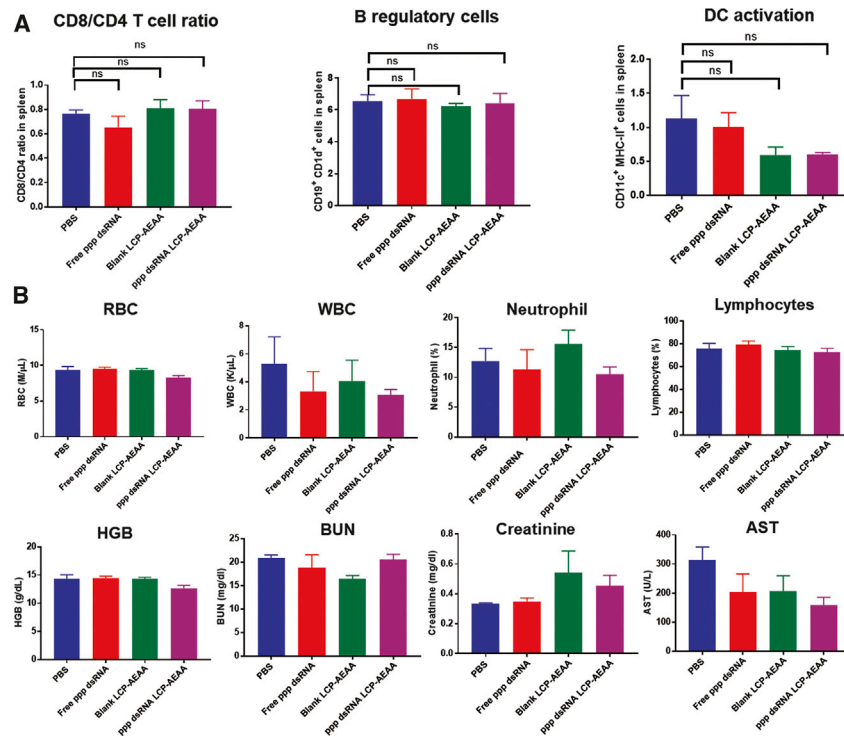 A
CD8/CD4 T cell ratio
ns
ns
ns
CD8/CD4 ratio in spleen
1.0
0.8
0.6
0.4
0.2
0.0
PBS
Free ppp dsRNA
Blank LCP-AEAA
ppp dsRNA LCP-AEAA
B regulatory cells
ns
ns
ns
CD19+ CD1d+ cells in spleen
8
6
4
2
0
PBS
Free ppp dsRNA
Blank LCP-AEAA
ppp dsRNA LCP-AEAA
DC activation
ns
ns
ns
CD11c+ MHC-II+ cells in spleen
2.0
1.5
1.0
0.5
0.0
PBS
Free ppp dsRNA
Blank LCP-AEAA
ppp dsRNA LCP-AEAA
B
RBC
RBC (M/μL)
15
10
5
0
PBS
Free ppp dsRNA
Blank LCP-AEAA
ppp dsRNA LCP-AEAA
WBC
WBC (K/μL)
8
6
4
2
0
PBS
Free ppp dsRNA
Blank LCP-AEAA
ppp dsRNA LCP-AEAA
Neutrophil
Neutrophil (%)
20
15
10
5
0
PBS
Free ppp dsRNA
Blank LCP-AEAA
ppp dsRNA LCP-AEAA
Lymphocytes
Lymphocytes (%)
100
80
60
40
20
0
PBS
Free ppp dsRNA
Blank LCP-AEAA
ppp dsRNA LCP-AEAA
HGB
HGB (g/dL)
20
15
10
5
0
PBS
Free ppp dsRNA
Blank LCP-AEAA
ppp dsRNA LCP-AEAA
BUN
BUN (mg/dl)
25
20
15
10
5
0
PBS
Free ppp dsRNA
Blank LCP-AEAA
ppp dsRNA LCP-AEAA
Creatinine
Creatinine (mg/dl)
0.8
0.6
0.4
0.2
0.0
PBS
Free ppp dsRNA
Blank LCP-AEAA
ppp dsRNA LCP-AEAA
AST
AST (U/L)
400
300
200
100
0
PBS
Free ppp dsRNA
Blank LCP-AEAA
ppp dsRNA LCP-AEAA